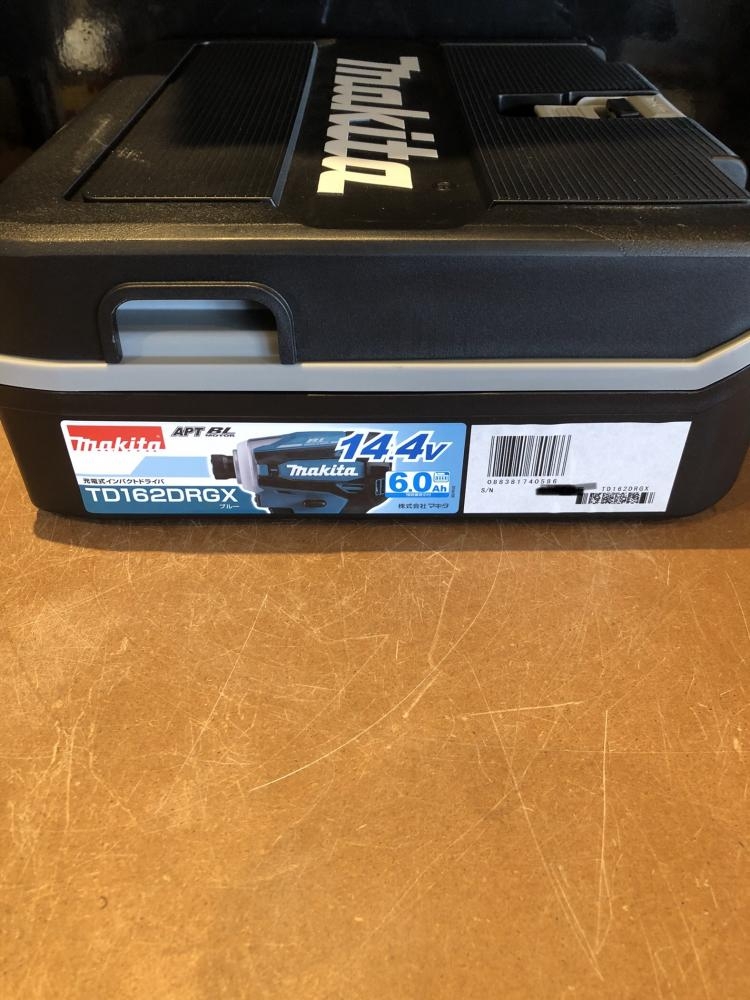 makita
makita
APT BL
MOTOR
BL
14.4V
makita
6.0Ah
充電式インパクトドライバ
TD162DRGX
ブルー
株式会社マキタ
088381740586
S/N
TD162DRGX